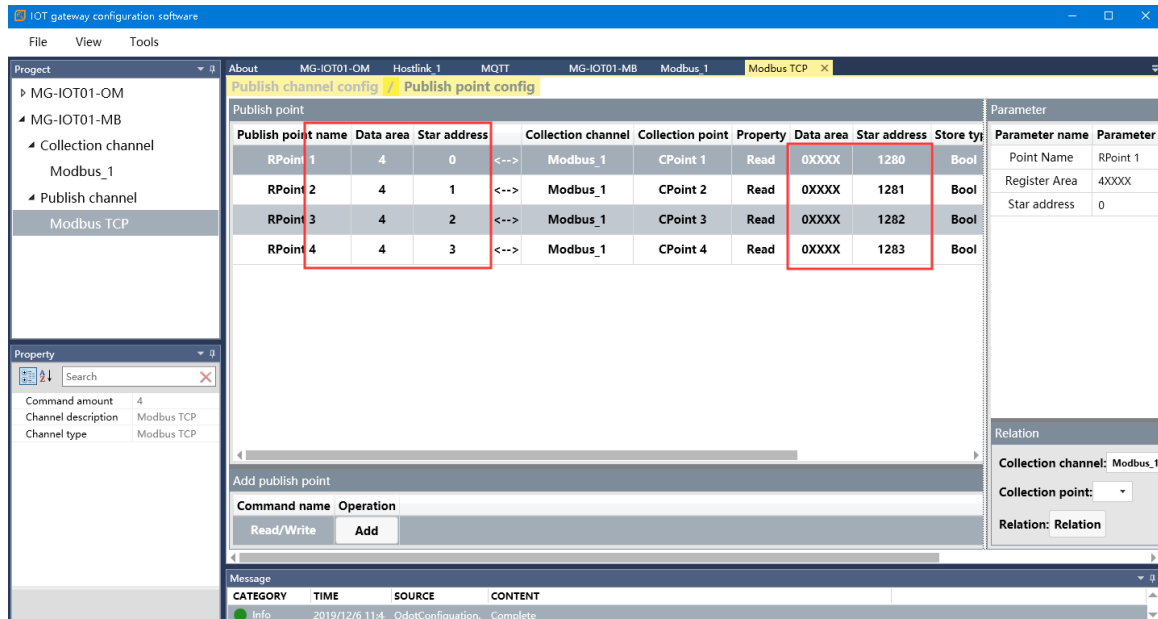 IOT gateway configuration software
File View Tools
Progect
MG-IOT01-OM
MG-IOT01-MB
Collection channel
Modbus_1
Publish channel
Modbus TCP
Property
Search
Command amount 4
Channel description Modbus TCP
Channel type Modbus TCP
About MG-IOT01-OM Hostlink_1 MQTT MG-IOT01-MB Modbus_1 Modbus TCP
Publish channel config / Publish point config
Publish point
Publish point name Data area Star address Collection channel Collection point Property Data area Star address Store typ
RPoint 1 4 0 <--> Modbus_1 CPoint 1 Read 0XXXX 1280 Bool
RPoint 2 4 1 <--> Modbus_1 CPoint 2 Read 0XXXX 1281 Bool
RPoint 3 4 2 <--> Modbus_1 CPoint 3 Read 0XXXX 1282 Bool
RPoint 4 4 3 <--> Modbus_1 CPoint 4 Read 0XXXX 1283 Bool
Add publish point
Command name Operation
Read/Write Add
Parameter
Parameter name Parameter
Point Name RPoint 1
Register Area 4XXXX
Star address 0
Relation
Collection channel: Modbus_1
Collection point:
Relation: Relation
Message
CATEGORY TIME SOURCE CONTENT
Info 2019/12/6 11:4 OdotConfiguation. Complete